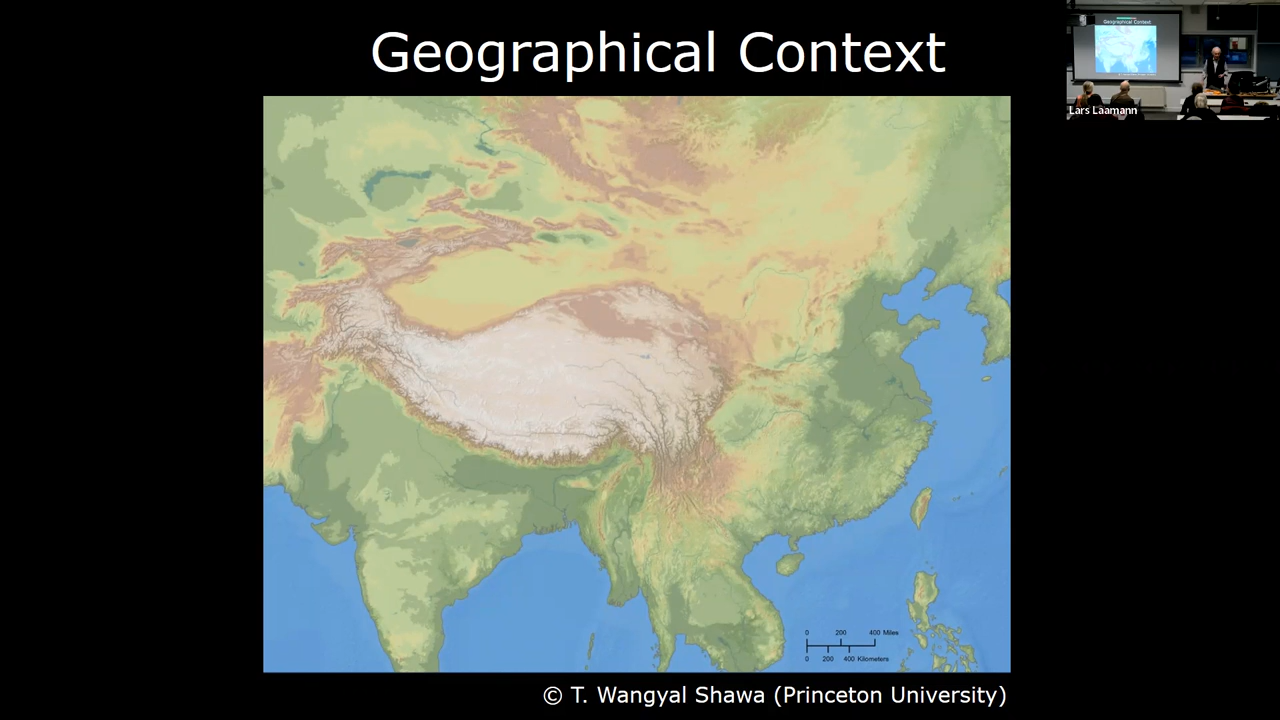 Geographical Context
Lars Laamann
0 200 400 Miles
0 200 400 Kilometers
© T. Wangyal Shawa (Princeton University)